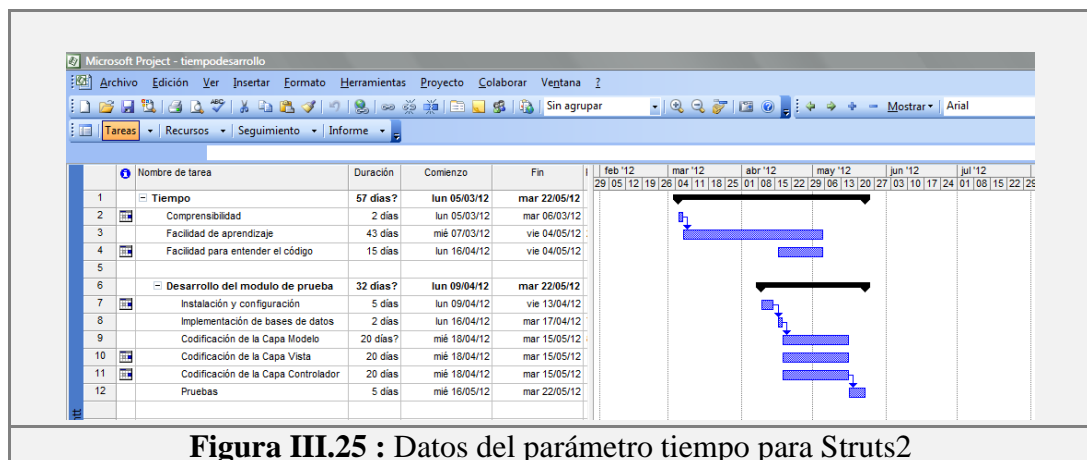 Microsoft Project - tiempodesarrollo
Archivo Edición Ver Insertar Formato Herramientas Proyecto Colaborar Ventana ?
Sin agrupar Mostrar Arial
Tareas Recursos Seguimiento Informe
Nombre de tarea Duración Comienzo Fin feb '12 mar '12 abr '12 may '12 jun '12 jul '12
29 05 12 19 26 04 11 18 25 01 08 15 22 29 06 13 20 27 03 10 17 24 01 08 15 22 29
1 Tiempo 57 días? lun 05/03/12 mar 22/05/12
2 Comprensibilidad 2 días lun 05/03/12 mar 06/03/12
3 Facilidad de aprendizaje 43 días mié 07/03/12 vie 04/05/12
4 Facilidad para entender el código 15 días lun 16/04/12 vie 04/05/12
5
6 Desarrollo del modulo de prueba 32 días? lun 09/04/12 mar 22/05/12
7 Instalación y configuración 5 días lun 09/04/12 vie 13/04/12
8 Implementación de bases de datos 2 días lun 16/04/12 mar 17/04/12
9 Codificación de la Capa Modelo 20 días? mié 18/04/12 mar 15/05/12
10 Codificación de la Capa Vista 20 días mié 18/04/12 mar 15/05/12
11 Codificación de la Capa Controlador 20 días mié 18/04/12 mar 15/05/12
12 Pruebas 5 días mié 16/05/12 mar 22/05/12
Figura III.25 : Datos del parámetro tiempo para Struts2